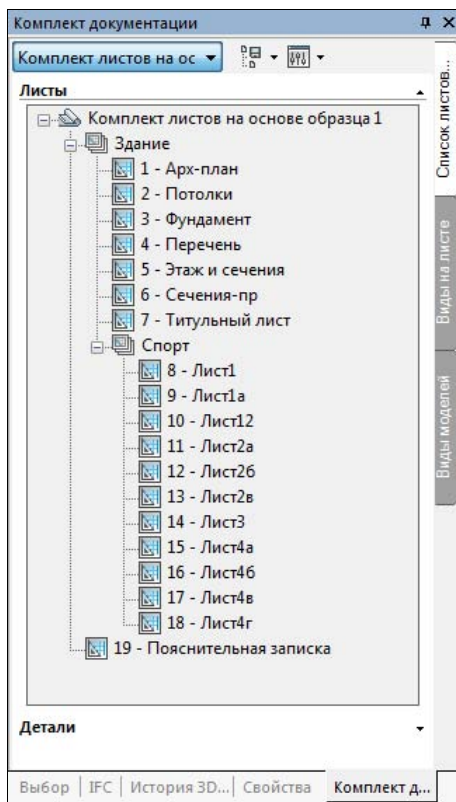 Комплект документации
Комплект листов на ос
Листы
Комплект листов на основе образца 1
Здание
1 - Арх-план
2 - Потолки
3 - Фундамент
4 - Перечень
5 - Этаж и сечения
6 - Сечения-пр
7 - Титульный лист
Спорт
8 - Лист1
9 - Лист1а
10 - Лист12
11 - Лист2а
12 - Лист2б
13 - Лист2в
14 - Лист3
15 - Лист4а
16 - Лист4б
17 - Лист4в
18 - Лист4г
19 - Пояснительная записка
Детали
Список листов...
Виды на листе
Виды моделей
Выбор IFC История 3D... Свойства Комплект д...